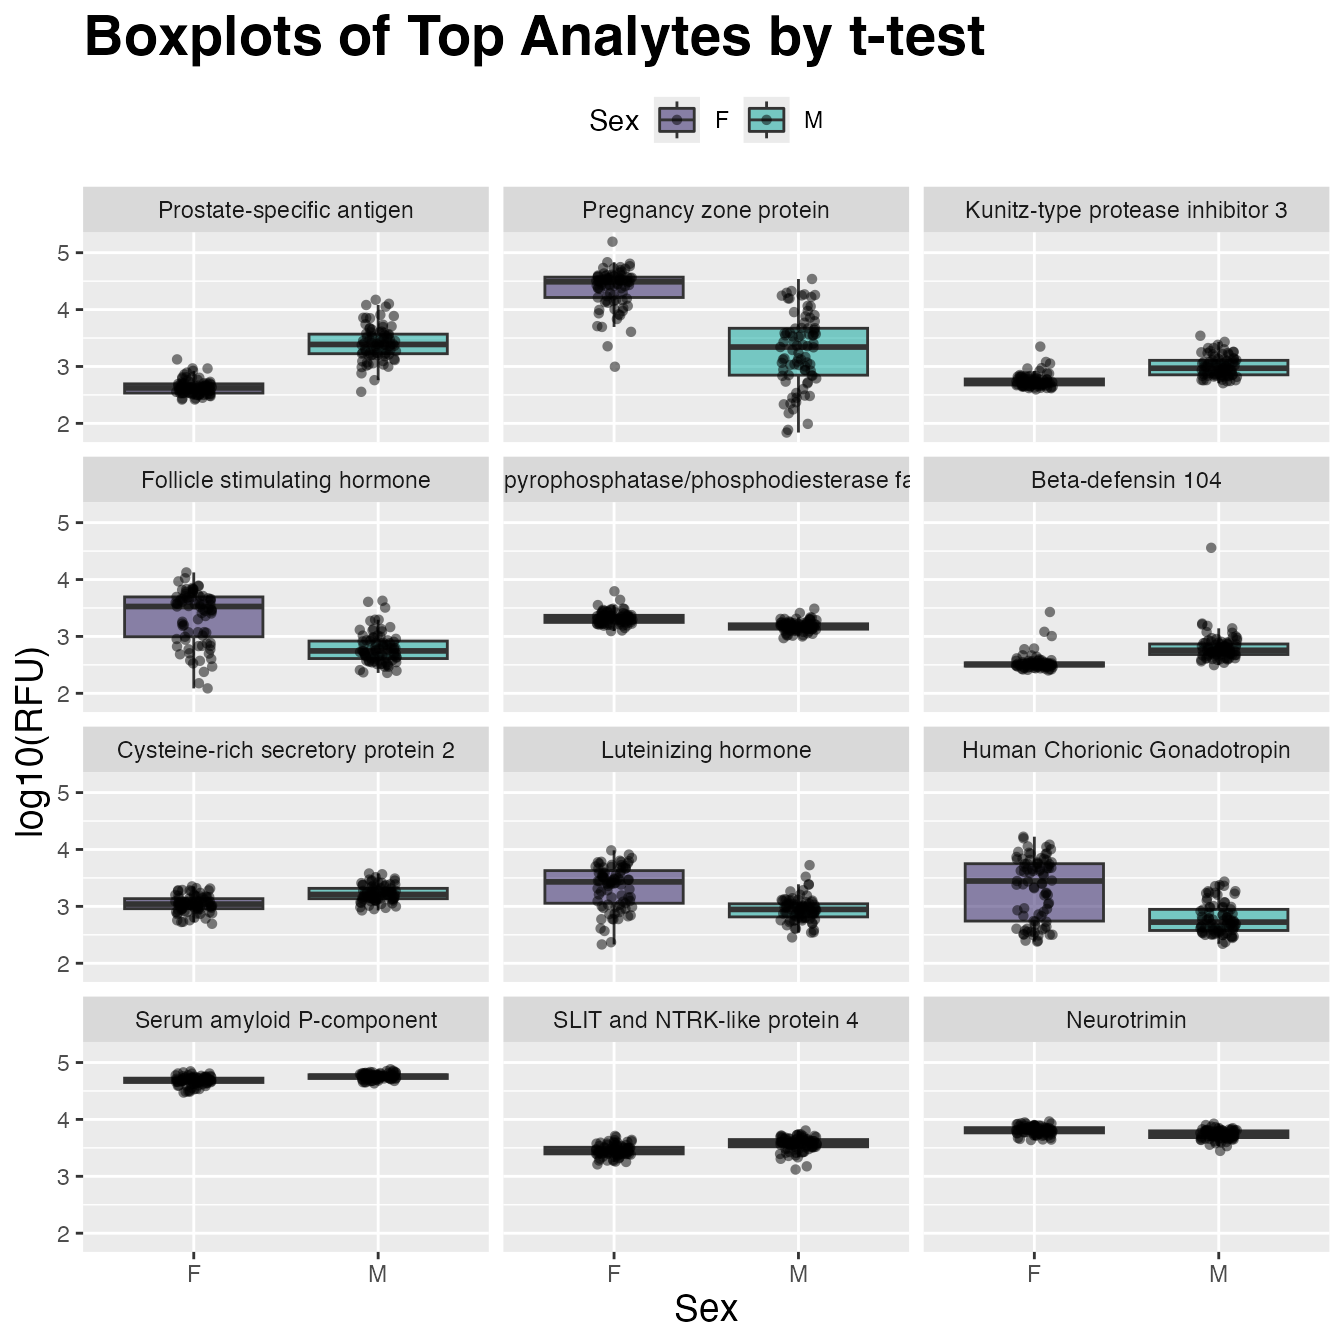 Boxplots of Top Analytes by t-test
Sex F M
Prostate-specific antigen Pregnancy zone protein Kunitz-type protease inhibitor 3
5
4
3
2
Follicle stimulating hormone pyrophosphatase/phosphodiesterase fa Beta-defensin 104
5
4
3
2
log10(RFU)
Cysteine-rich secretory protein 2 Luteinizing hormone Human Chorionic Gonadotropin
5
4
3
2
Serum amyloid P-component SLIT and NTRK-like protein 4 Neurotrimin
5
4
3
2
F M F M F M
Sex